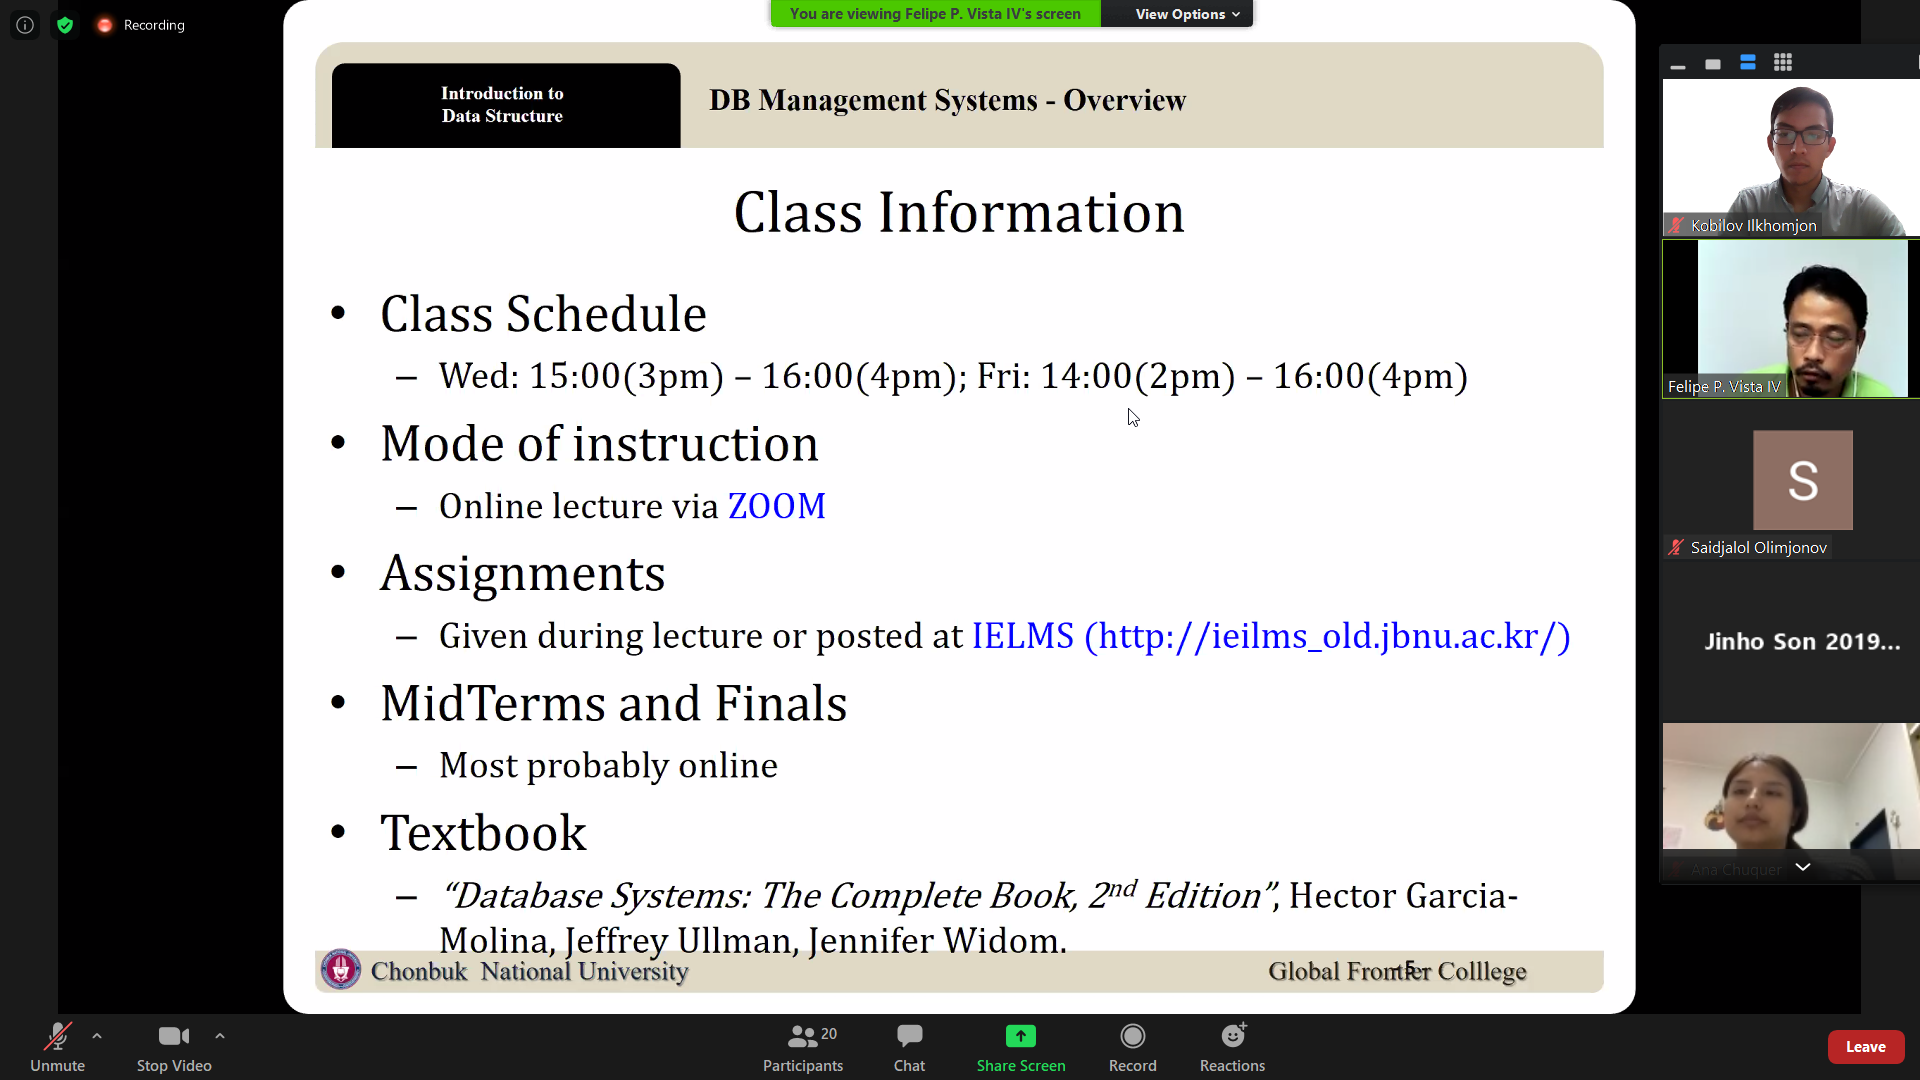 Recording
You are viewing Felipe P. Vista IV's screen
View Options
Introduction to
Data Structure
DB Management Systems - Overview
Class Information
• Class Schedule
– Wed: 15:00(3pm) – 16:00(4pm); Fri: 14:00(2pm) – 16:00(4pm)
• Mode of instruction
– Online lecture via ZOOM
• Assignments
– Given during lecture or posted at IELMS (http://ieilms_old.jbnu.ac.kr/)
• MidTerms and Finals
– Most probably online
• Textbook
– “Database Systems: The Complete Book, 2nd Edition”, Hector Garcia-
Molina, Jeffrey Ullman, Jennifer Widom.
Chonbuk National University
Global Frontier Colllege
- 5 -
Kobilov Ilkhomjon
Felipe P. Vista IV
S
Saidjalol Olimjonov
Jinho Son 2019...
Ana Chuquer
Unmute
Stop Video
Participants
20
Chat
Share Screen
Record
Reactions
Leave